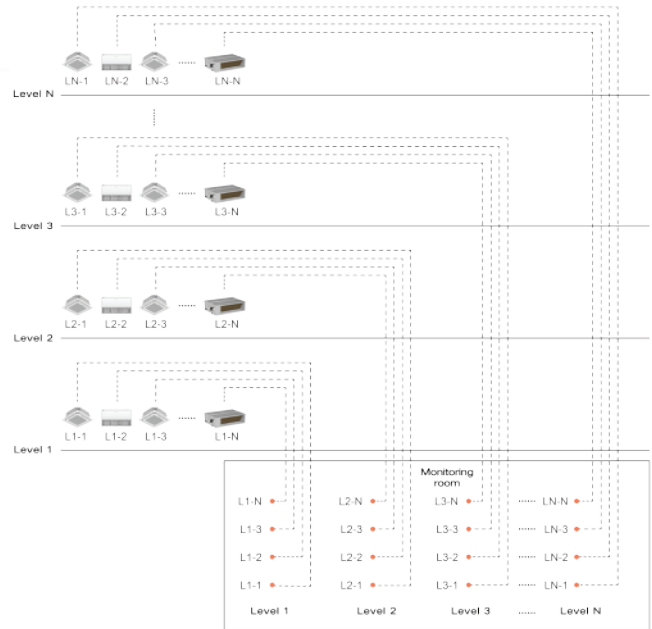 LN-1 LN-2 LN-3 ...... LN-N
Level N
L3-1 L3-2 L3-3 ...... L3-N
Level 3
L2-1 L2-2 L2-3 ...... L2-N
Level 2
L1-1 L1-2 L1-3 ...... L1-N
Level 1
Monitoring
room
L1-N L2-N L3-N ...... LN-N
L1-3 L2-3 L3-3 ...... LN-3
L1-2 L2-2 L3-2 ...... LN-2
L1-1 L2-1 L3-1 ...... LN-1
Level 1 Level 2 Level 3 ...... Level N